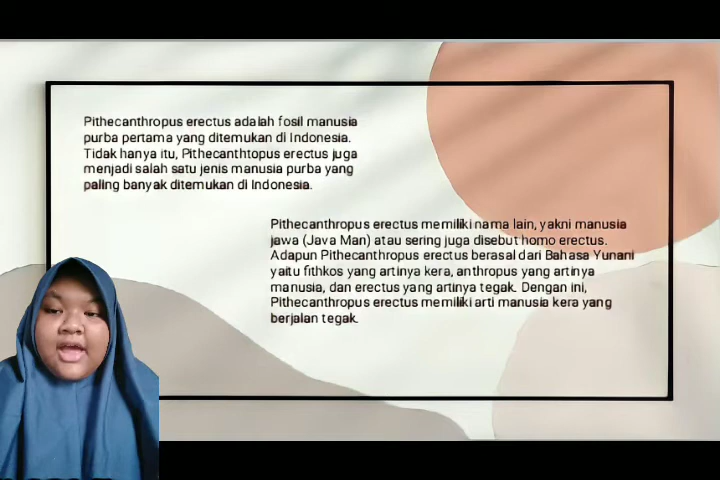 Pithecanthropus erectus adalah fosil manusia
purba pertama yang ditemukan di Indonesia.
Tidak hanya itu, Pithecanthtopus erectus juga
menjadi salah satu jenis manusia purba yang
paling banyak ditemukan di Indonesia.
Pithecanthropus erectus memiliki nama lain, yakni manusia
jawa (Java Man) atau sering juga disebut homo erectus.
Adapun Pithecanthropus erectus berasal dari Bahasa Yunani
yaitu fithkos yang artinya kera, anthropus yang artinya
manusia, dan erectus yang artinya tegak. Dengan ini,
Pithecanthropus erectus memiliki arti manusia kera yang
berjalan tegak.